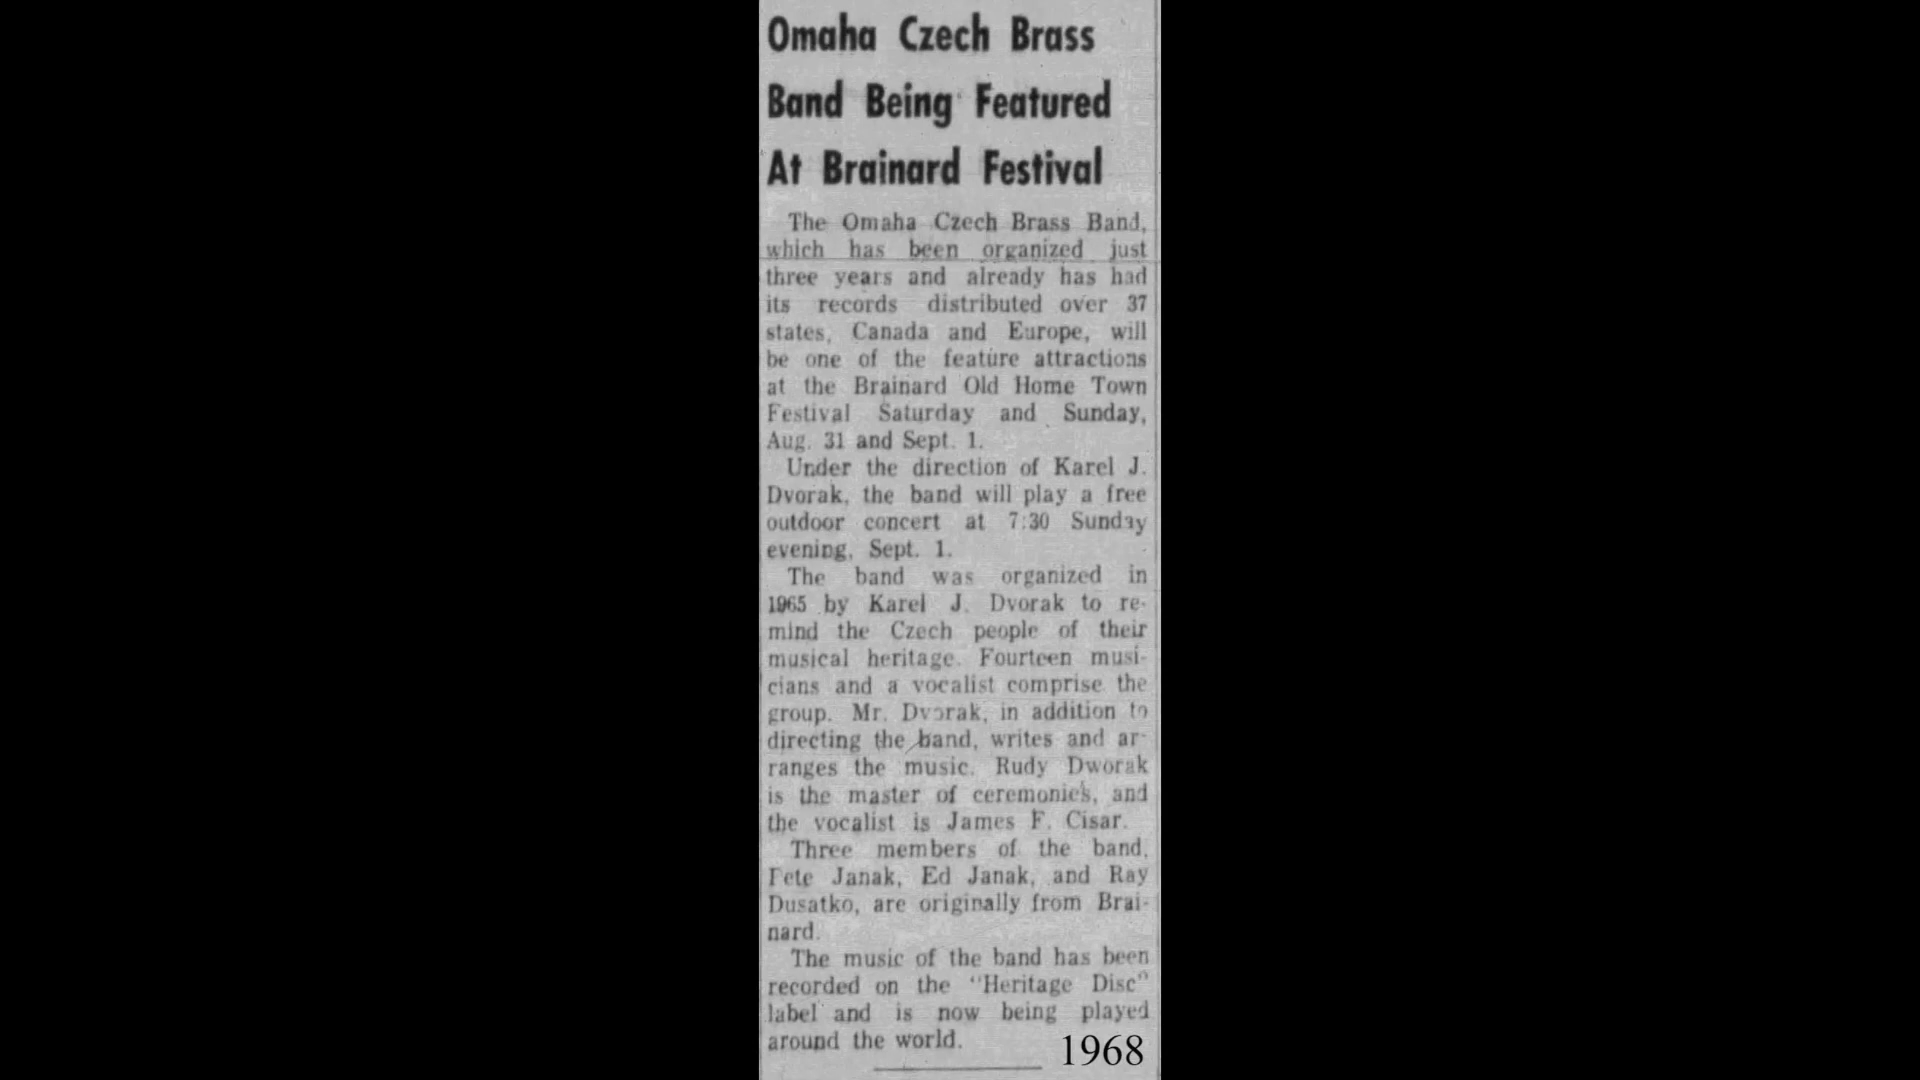 Omaha Czech Brass
Band Being Featured
At Brainard Festival
The Omaha Czech Brass Band,
which has been organized just
three years and already has had
its records distributed over 37
states, Canada and Europe, will
be one of the feature attractions
at the Brainard Old Home Town
Festival Saturday and Sunday,
Aug. 31 and Sept. 1.
Under the direction of Karel J.
Dvorak, the band will play a free
outdoor concert at 7:30 Sunday
evening, Sept. 1.
The band was organized in
1965 by Karel J. Dvorak to re-
mind the Czech people of their
musical heritage. Fourteen musi-
cians and a vocalist comprise the
group. Mr. Dvorak, in addition to
directing the band, writes and ar-
ranges the music. Rudy Dworak
is the master of ceremonies, and
the vocalist is James F. Cisar.
Three members of the band,
Pete Janak, Ed Janak, and Ray
Dusatko, are originally from Brai-
nard.
The music of the band has been
recorded on the "Heritage Disc"
label and is now being played
around the world.
1968